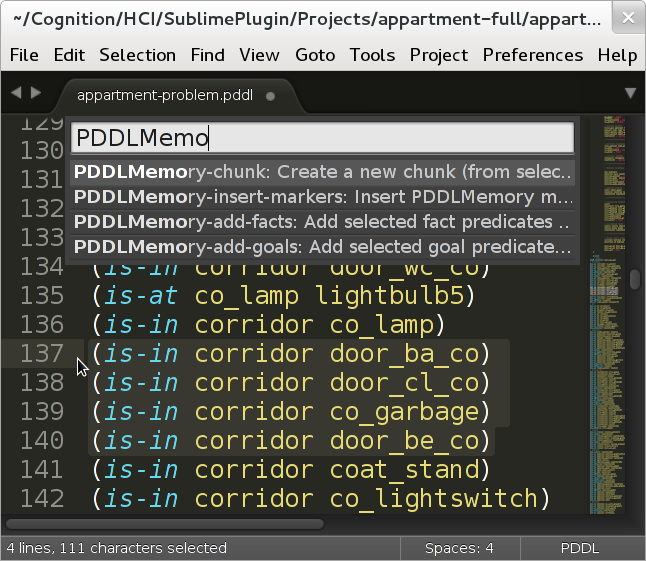 ~/Cognition/HCI/SublimePlugin/Projects/appartment-full/appart...
File Edit Selection Find View Goto Tools Project Preferences Help
appartment-problem.pddl
PDDLMemo
PDDLMemory-chunk: Create a new chunk (from selec..
PDDLMemory-insert-markers: Insert PDDLMemory m...
PDDLMemory-add-facts: Add selected fact predicates ..
PDDLMemory-add-goals: Add selected goal predicate...
129
130
131
132
133
134 (is-in corridor door_wc_co)
135 (is-at co_lamp lightbulb5)
136 (is-in corridor co_lamp)
137 (is-in corridor door_ba_co)
138 (is-in corridor door_cl_co)
139 (is-in corridor co_garbage)
140 (is-in corridor door_be_co)
141 (is-in corridor coat_stand)
142 (is-in corridor co_lightswitch)
4 lines, 111 characters selected Spaces: 4 PDDL